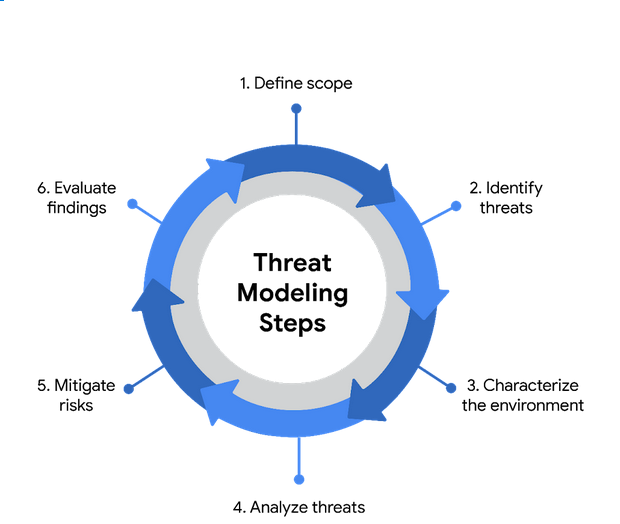 1. Define scope
2. Identify
threats
3. Characterize
the environment
4. Analyze threats
5. Mitigate
risks
6. Evaluate
findings
Threat
Modeling
Steps